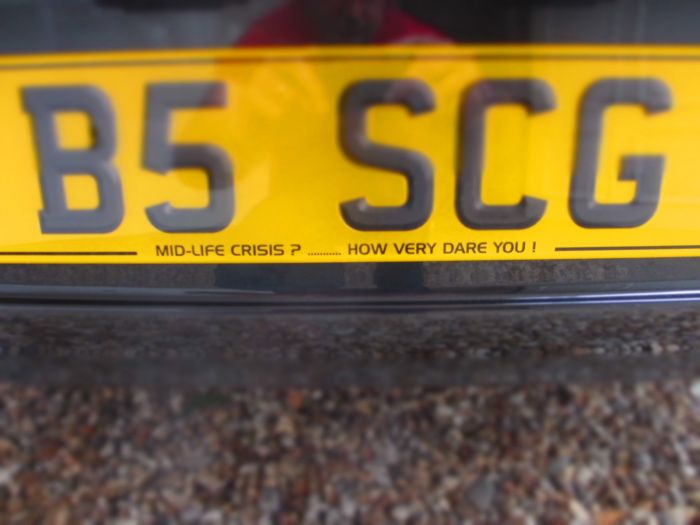 B5 SCG
MID-LIFE CRISIS ? ........... HOW VERY DARE YOU !